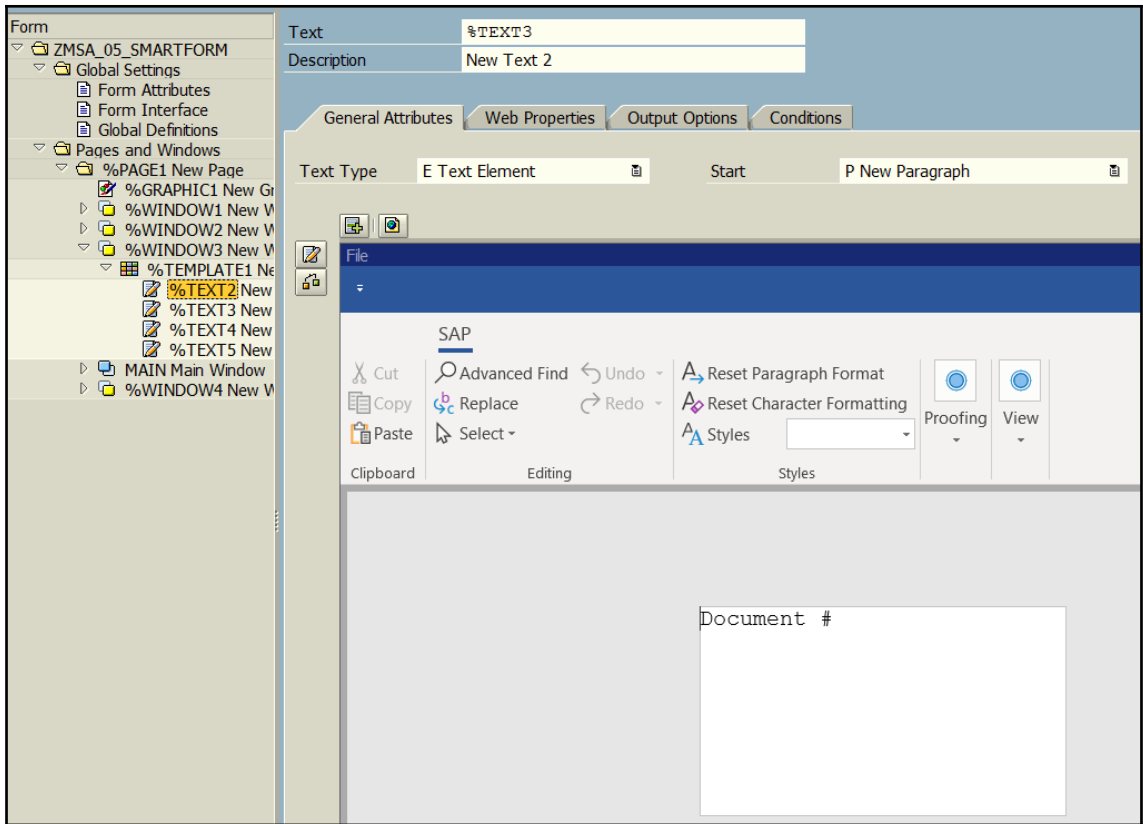 Form
ZMSA_05_SMARTFORM
Global Settings
Form Attributes
Form Interface
Global Definitions
Pages and Windows
%PAGE1 New Page
%GRAPHIC1 New Gr
%WINDOW1 New W
%WINDOW2 New W
%WINDOW3 New W
%TEMPLATE1 Ne
%TEXT2 New
%TEXT3 New
%TEXT4 New
%TEXT5 New
MAIN Main Window
%WINDOW4 New W
Text %TEXT3
Description New Text 2
General Attributes Web Properties Output Options Conditions
Text Type E Text Element Start P New Paragraph
File
SAP
Cut Advanced Find Undo Reset Paragraph Format
Copy Replace Redo Reset Character Formatting
Paste Select Styles Proofing View
Clipboard Editing Styles
Document #